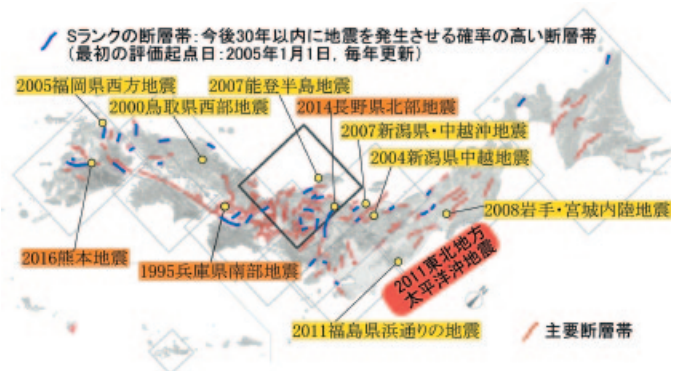 Sランクの断層帯:今後30年以内に地震を発生させる確率の高い断層帯
(最初の評価起点日:2005年1月1日,毎年更新)
2005福岡県西方地震
2007能登半島地震
2000鳥取県西部地震
2014長野県北部地震
2007新潟県・中越沖地震
2004新潟県中越地震
2008岩手・宮城内陸地震
2016熊本地震
1995兵庫県南部地震
2011東北地方
太平洋沖地震
2011福島県浜通りの地震
主要断層帯